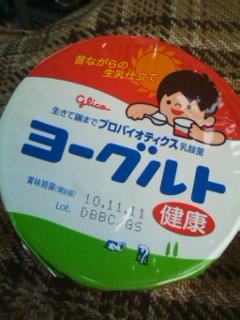 昔ながらの
生乳仕立て
glico
生きて腸までプロバイオティクス乳酸菌
ヨーグルト
健康
賞味期限(開封前)
10.11.11
Lot. DBBC/GS